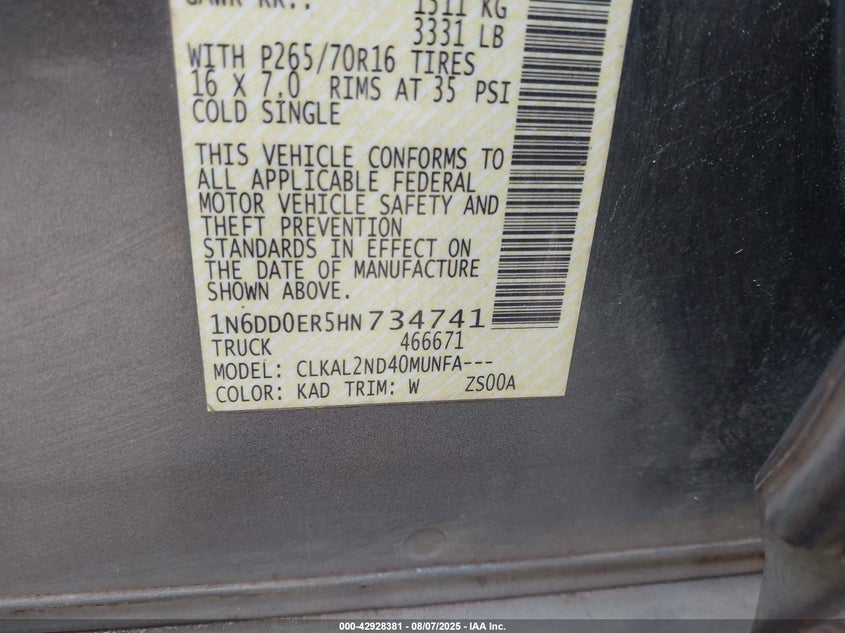 GAWR RR.: 1511 KG
3331 LB
WITH P265/70R16 TIRES
16 X 7.0 RIMS AT 35 PSI
COLD SINGLE
THIS VEHICLE CONFORMS TO
ALL APPLICABLE FEDERAL
MOTOR VEHICLE SAFETY AND
THEFT PREVENTION
STANDARDS IN EFFECT ON
THE DATE OF MANUFACTURE
SHOWN ABOVE.
1N6DD0ER5HN734741
TRUCK 466671
MODEL: CLKAL2ND40MUNFA---
COLOR: KAD TRIM: W ZS00A
000-42928381 - 08/07/2025 - IAA Inc.